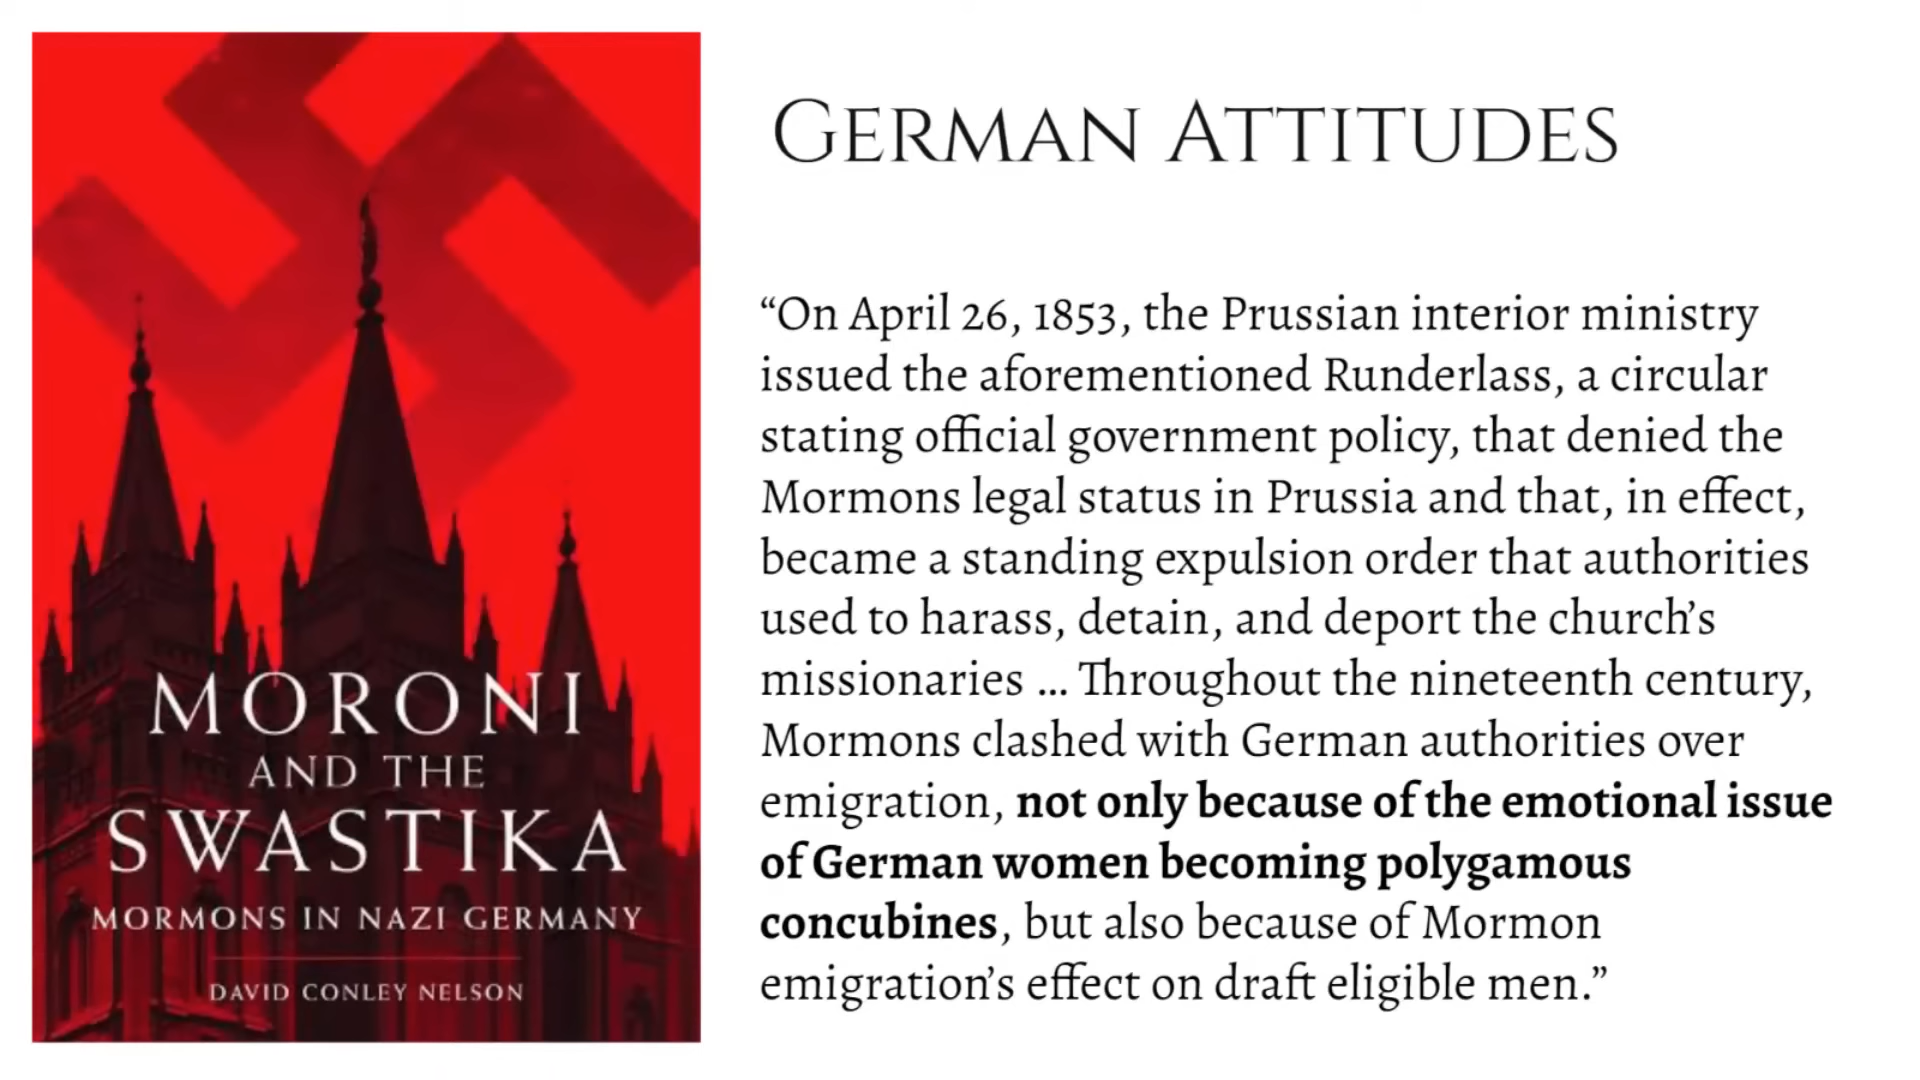 MORONI
AND THE
SWASTIKA
MORMONS IN NAZI GERMANY
DAVID CONLEY NELSON
GERMAN ATTITUDES
“On April 26, 1853, the Prussian interior ministry
issued the aforementioned Runderlass, a circular
stating official government policy, that denied the
Mormons legal status in Prussia and that, in effect,
became a standing expulsion order that authorities
used to harass, detain, and deport the church’s
missionaries ... Throughout the nineteenth century,
Mormons clashed with German authorities over
emigration, not only because of the emotional issue
of German women becoming polygamous
concubines, but also because of Mormon
emigration’s effect on draft eligible men.”